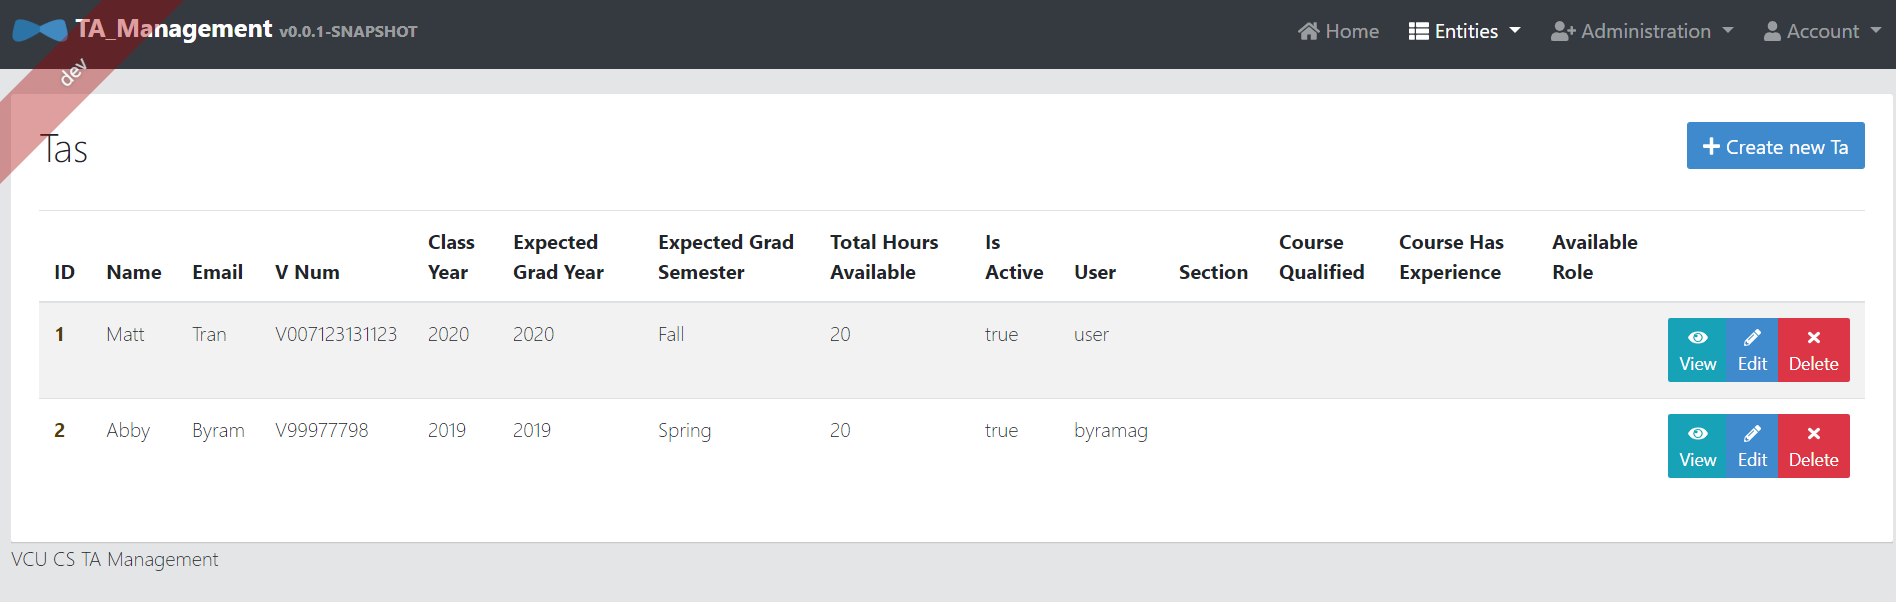 TA_Management v0.0.1-SNAPSHOT Home Entities Administration Account
dev
Tas Create new Ta
ID Name Email V Num Class Year Expected Grad Year Expected Grad Semester Total Hours Available Is Active User Section Course Qualified Course Has Experience Available Role
1 Matt Tran V007123131123 2020 2020 Fall 20 true user View Edit Delete
2 Abby Byram V99977798 2019 2019 Spring 20 true byramag View Edit Delete
VCU CS TA Management